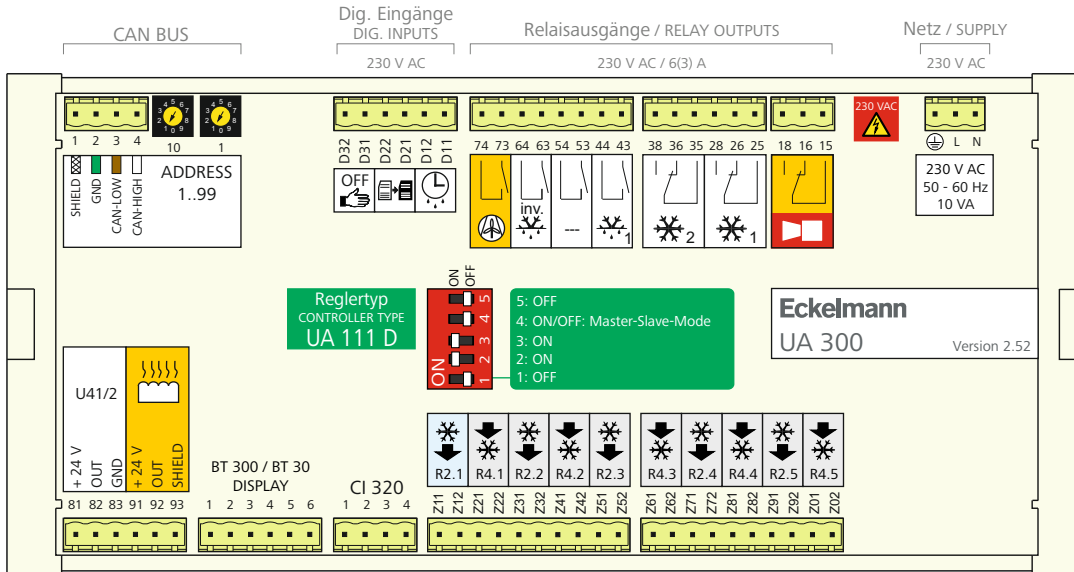 CAN BUS
Dig. Eingänge
DIG. INPUTS
230 V AC
Relaisausgänge / RELAY OUTPUTS
230 V AC / 6(3) A
Netz / SUPPLY
230 V AC
1 2 3 4
10
1
SHIELD
GND
CAN-LOW
CAN-HIGH
ADDRESS
1..99
D32 D31 D22 D21 D12 D11
OFF
74 73 64 63 54 53 44 43
inv.
---
1
38 36 35 28 26 25
2
1
18 16 15
230 VAC
L N
230 V AC
50 - 60 Hz
10 VA
Reglertyp
CONTROLLER TYPE
UA 111 D
ON OFF
ON
5
4
3
2
1
5: OFF
4: ON/OFF: Master-Slave-Mode
3: ON
2: ON
1: OFF
Eckelmann
UA 300
Version 2.52
U41/2
+ 24 V
OUT
GND
+ 24 V
OUT
SHIELD
81 82 83 91 92 93
BT 300 / BT 30
DISPLAY
1 2 3 4 5 6
CI 320
1 2 3 4
R2.1 R4.1 R2.2 R4.2 R2.3
Z11 Z12 Z21 Z22 Z31 Z32 Z41 Z42 Z51 Z52
R4.3 R2.4 R4.4 R2.5 R4.5
Z61 Z62 Z71 Z72 Z81 Z82 Z91 Z92 Z01 Z02